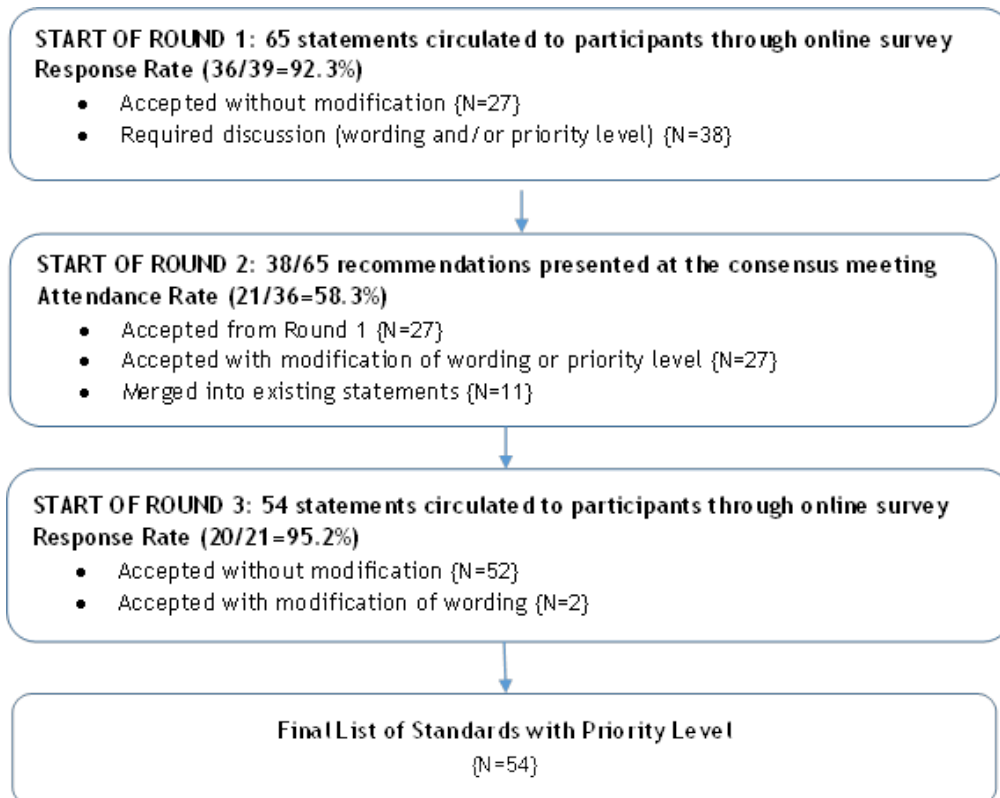 START OF ROUND 1: 65 statements circulated to participants through online survey
Response Rate (36/39=92.3%)
• Accepted without modification {N=27}
• Required discussion (wording and/or priority level) {N=38}
START OF ROUND 2: 38/65 recommendations presented at the consensus meeting
Attendance Rate (21/36=58.3%)
• Accepted from Round 1 {N=27}
• Accepted with modification of wording or priority level {N=27}
• Merged into existing statements {N=11}
START OF ROUND 3: 54 statements circulated to participants through online survey
Response Rate (20/21=95.2%)
• Accepted without modification {N=52}
• Accepted with modification of wording {N=2}
Final List of Standards with Priority Level
{N=54}